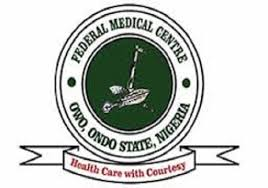 FEDERAL MEDICAL CENTRE
OWO, ONDO STATE, NIGERIA
Health Care with Courtesy